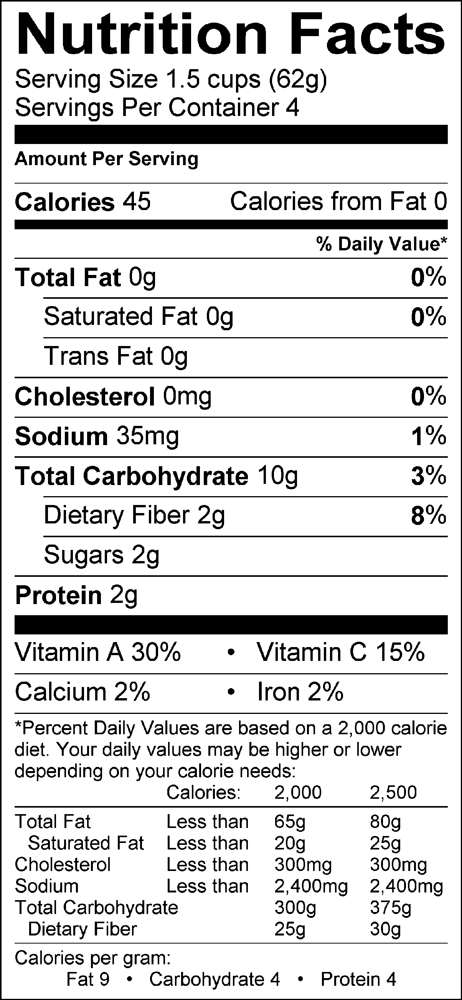 Nutrition Facts
Serving Size 1.5 cups (62g)
Servings Per Container 4
Amount Per Serving
Calories 45 Calories from Fat 0
% Daily Value*
Total Fat 0g 0%
Saturated Fat 0g 0%
Trans Fat 0g
Cholesterol 0mg 0%
Sodium 35mg 1%
Total Carbohydrate 10g 3%
Dietary Fiber 2g 8%
Sugars 2g
Protein 2g
Vitamin A 30% • Vitamin C 15%
Calcium 2% • Iron 2%
*Percent Daily Values are based on a 2,000 calorie
diet. Your daily values may be higher or lower
depending on your calorie needs:
Calories: 2,000 2,500
Total Fat Less than 65g 80g
Saturated Fat Less than 20g 25g
Cholesterol Less than 300mg 300mg
Sodium Less than 2,400mg 2,400mg
Total Carbohydrate 300g 375g
Dietary Fiber 25g 30g
Calories per gram:
Fat 9 • Carbohydrate 4 • Protein 4